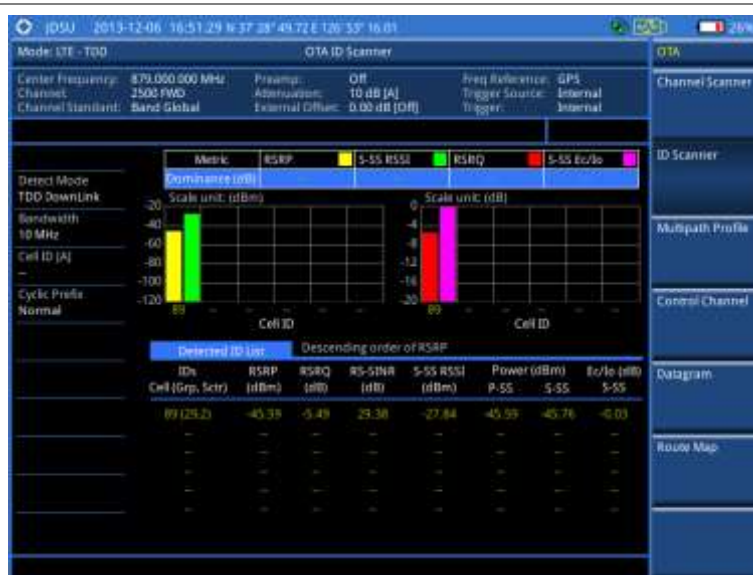 JDSU 2013-12-06 16:51:29 N 37 28' 49.72 E 126 53' 16.01 26%
Mode: LTE - TDD OTA ID Scanner OTA
Center Frequency: 879.000 000 MHz Preamp: Off Freq Reference: GPS
Channel: 2500 FWD Attenuation: 10 dB [A] Trigger Source: Internal
Channel Standard: Band Global External Offset: 0.00 dB [Off] Trigger: Internal
Channel Scanner
ID Scanner
Multipath Profile
Control Channel
Datagram
Route Map
Detect Mode
TDD DownLink
Bandwidth
10 MHz
Cell ID [A]
--
Cyclic Prefix
Normal
Metric RSRP S-SS RSSI RSRQ S-SS Ec/Io
Dominance (dB)
Scale unit: (dBm) Scale unit: (dB)
-20 0
-40 -4
-60 -8
-80 -12
-100 -16
-120 -20
89 -- -- -- -- -- 89 -- -- -- -- --
Cell ID Cell ID
Detected ID List Descending order of RSRP
IDs RSRP RSRQ RS-SINR S-SS RSSI Power (dBm) Ec/Io (dB)
Cell (Grp, Sctr) (dBm) (dB) (dB) (dBm) P-SS S-SS S-SS
89 (29,2) -45.39 -5.49 29.38 -27.84 -45.59 -45.76 -0.03
-- -- -- -- -- -- -- --
-- -- -- -- -- -- -- --
-- -- -- -- -- -- -- --
-- -- -- -- -- -- -- --
-- -- -- -- -- -- -- --